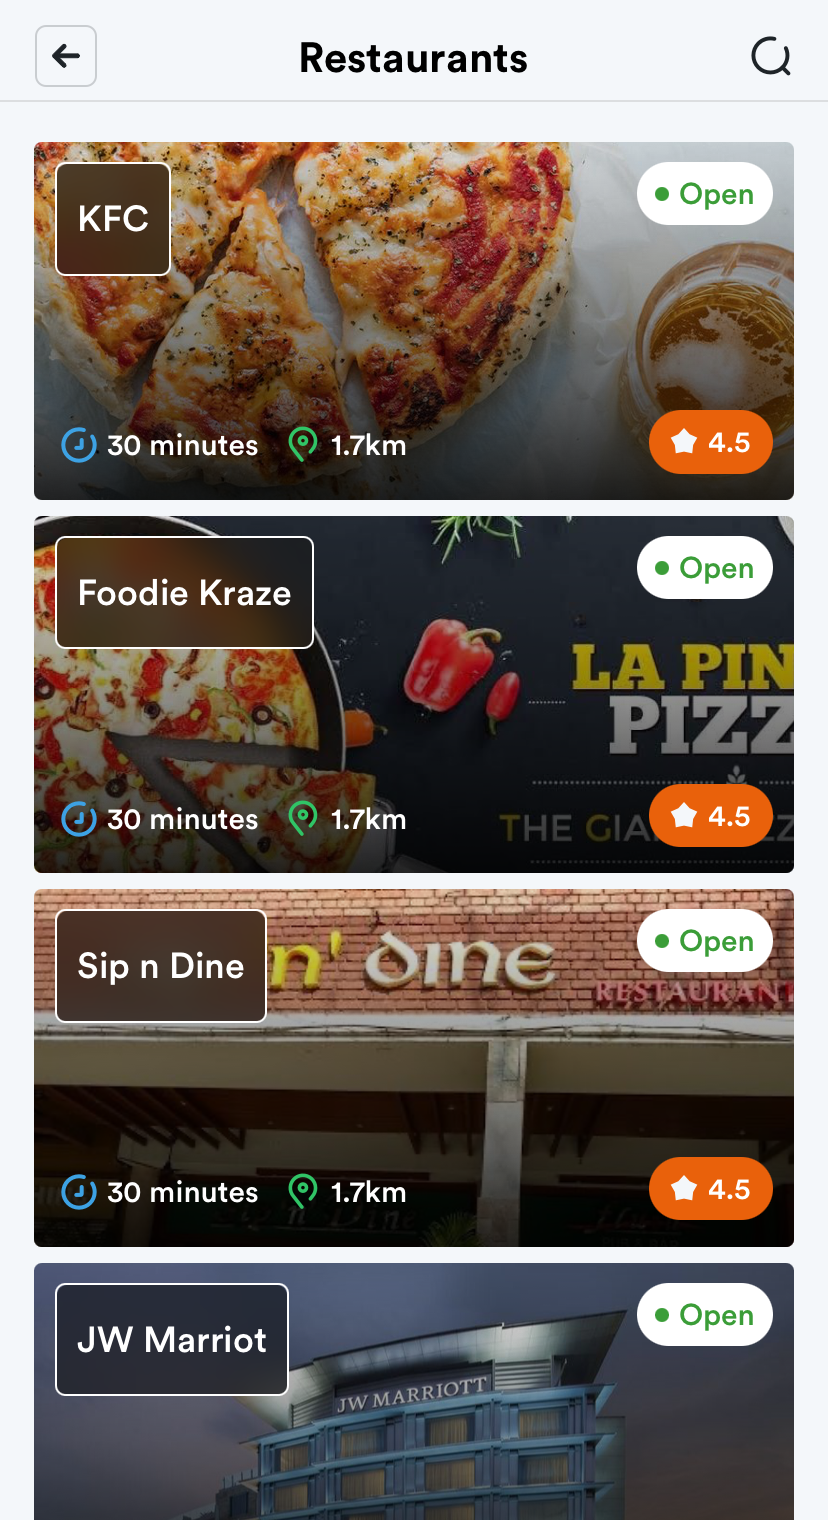 Restaurants
KFC
Open
30 minutes
1.7km
4.5
Foodie Kraze
Open
LA PIN
PIZZ
30 minutes
1.7km
THE GIA
4.5
Sip n Dine
n' dine
Open
RESTAURAN
30 minutes
1.7km
4.5
JW Marriot
Open
JW MARRIOTT